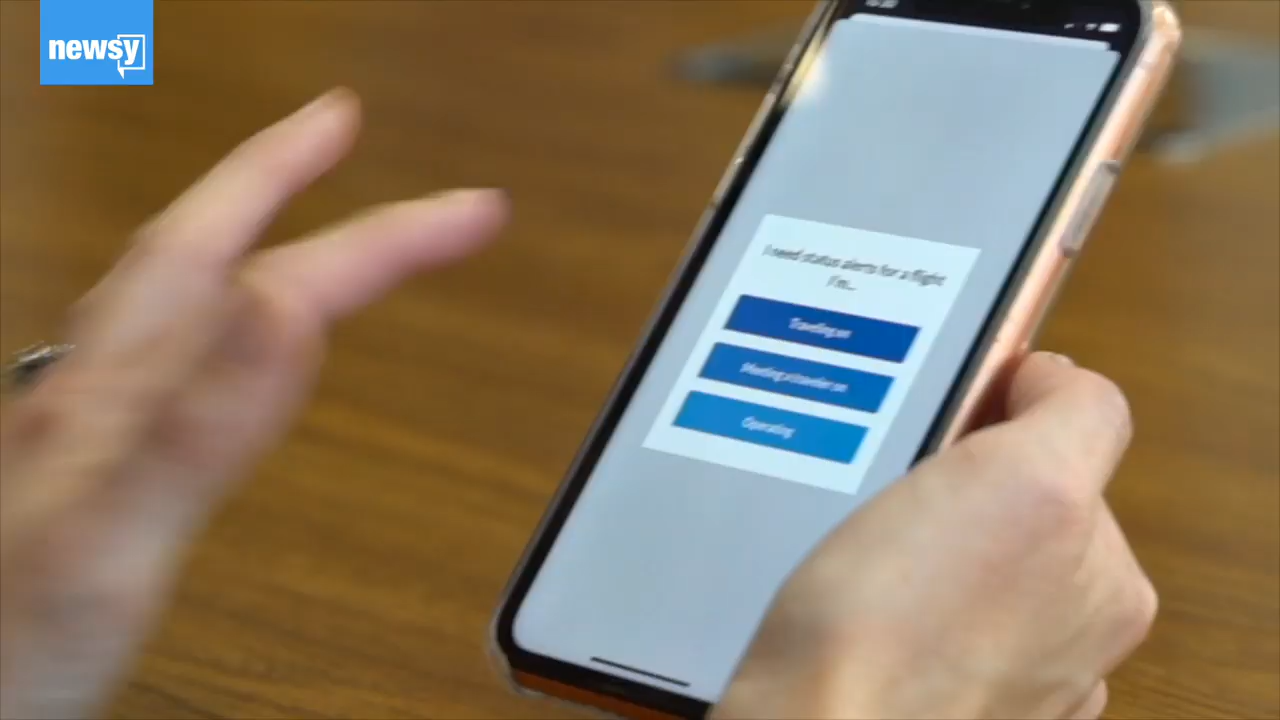 newsy
I need status alerts for a flight
I'm...
Traveling on
Meeting a traveler on
Operating